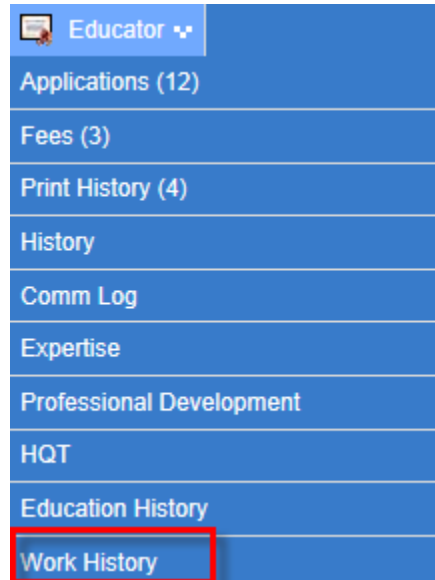 Educator
Applications (12)
Fees (3)
Print History (4)
History
Comm Log
Expertise
Professional Development
HQT
Education History
Work History